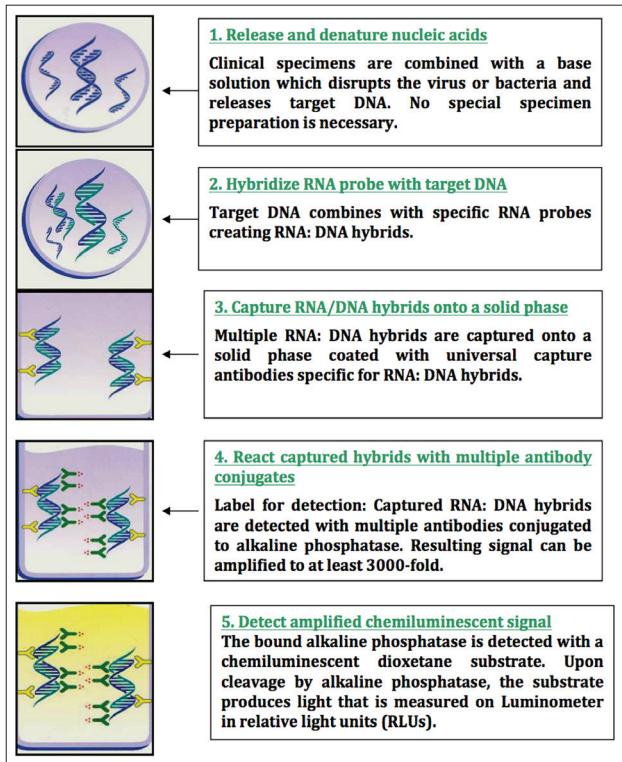 1. Release and denature nucleic acids
Clinical specimens are combined with a base
solution which disrupts the virus or bacteria and
releases target DNA. No special specimen
preparation is necessary.
2. Hybridize RNA probe with target DNA
Target DNA combines with specific RNA probes
creating RNA: DNA hybrids.
3. Capture RNA/DNA hybrids onto a solid phase
Multiple RNA: DNA hybrids are captured onto a
solid phase coated with universal capture
antibodies specific for RNA: DNA hybrids.
4. React captured hybrids with multiple antibody
conjugates
Label for detection: Captured RNA: DNA hybrids
are detected with multiple antibodies conjugated
to alkaline phosphatase. Resulting signal can be
amplified to at least 3000-fold.
5. Detect amplified chemiluminescent signal
The bound alkaline phosphatase is detected with a
chemiluminescent dioxetane substrate. Upon
cleavage by alkaline phosphatase, the substrate
produces light that is measured on Luminometer
in relative light units (RLUs).